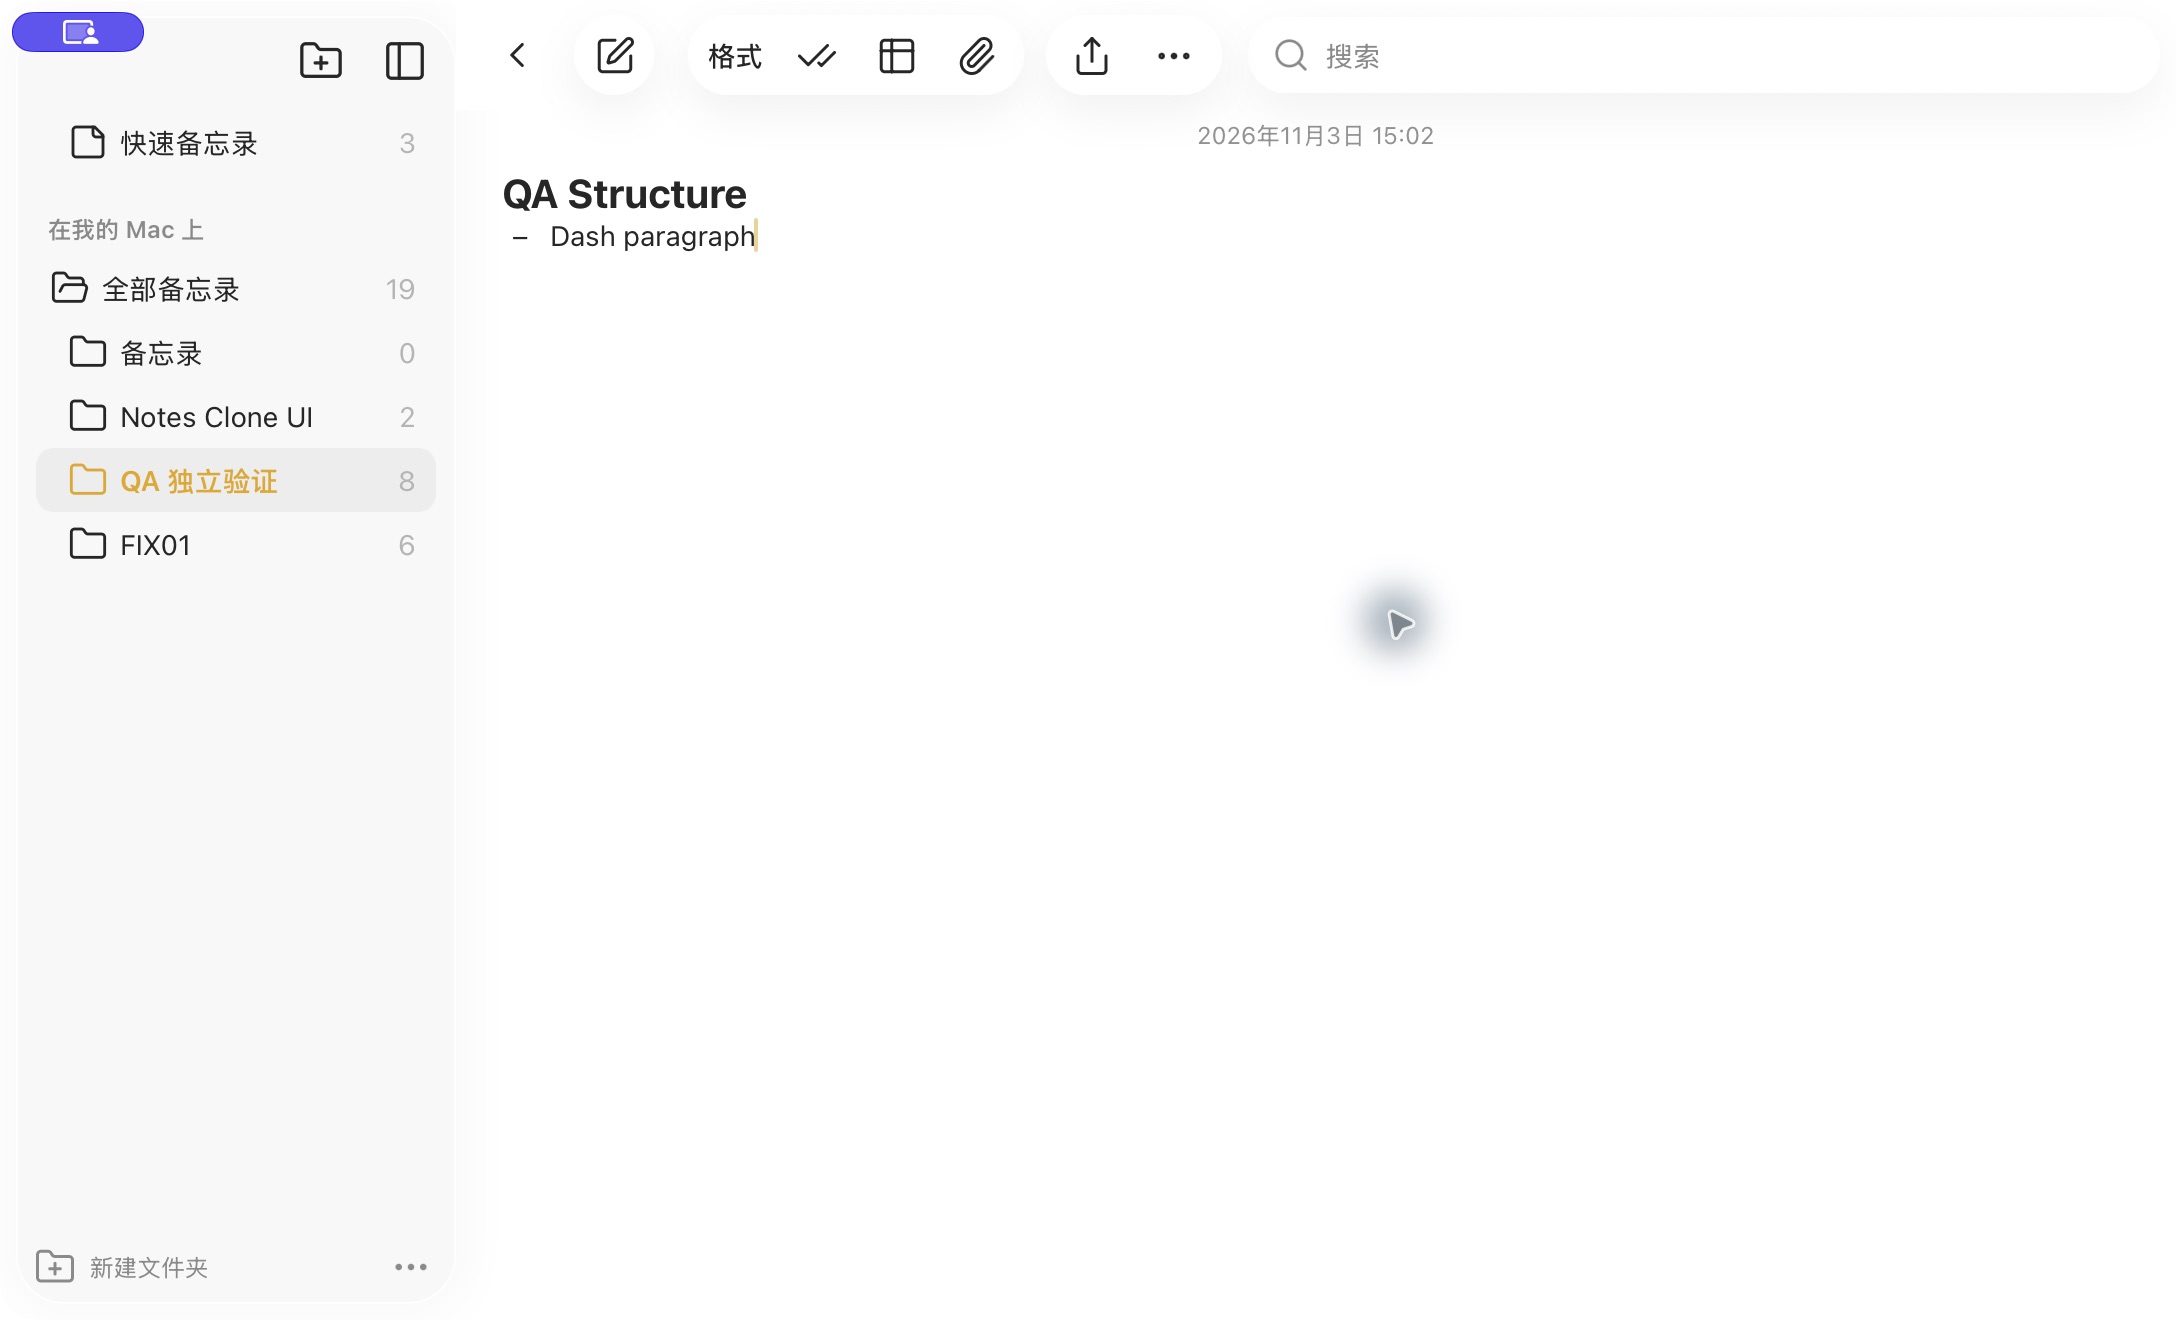 快速备忘录 3
在我的 Mac 上
全部备忘录 19
备忘录 0
Notes Clone UI 2
QA 独立验证 8
FIX01 6
新建文件夹
格式
搜索
2026年11月3日 15:02
QA Structure
– Dash paragraph